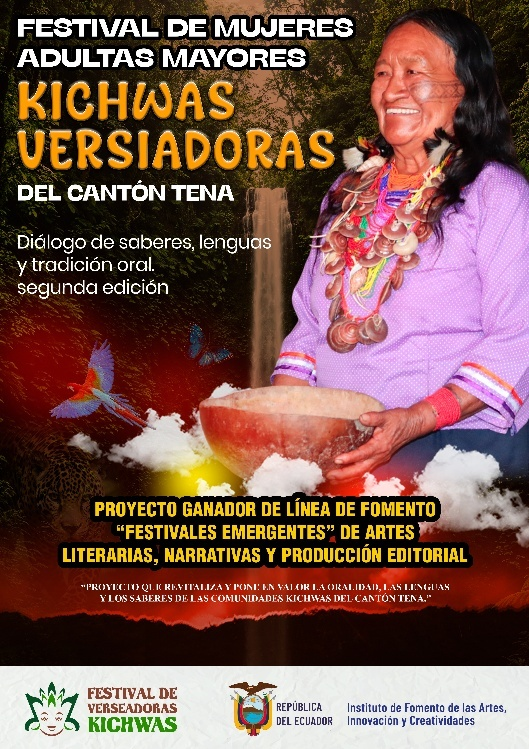 FESTIVAL DE MUJERES
ADULTAS MAYORES
KICHWAS
VERSIADORAS
DEL CANTÓN TENA
Diálogo de saberes, lenguas
y tradición oral.
segunda edición
PROYECTO GANADOR DE LÍNEA DE FOMENTO
“FESTIVALES EMERGENTES” DE ARTES
LITERARIAS, NARRATIVAS Y PRODUCCIÓN EDITORIAL
“PROYECTO QUE REVITALIZA Y PONE EN VALOR LA ORALIDAD, LAS LENGUAS
Y LOS SABERES DE LAS COMUNIDADES KICHWAS DEL CANTÓN TENA.”
FESTIVAL DE
VERSEADORAS
KICHWAS
REPÚBLICA
DEL ECUADOR
Instituto de Fomento de las Artes,
Innovación y Creatividades